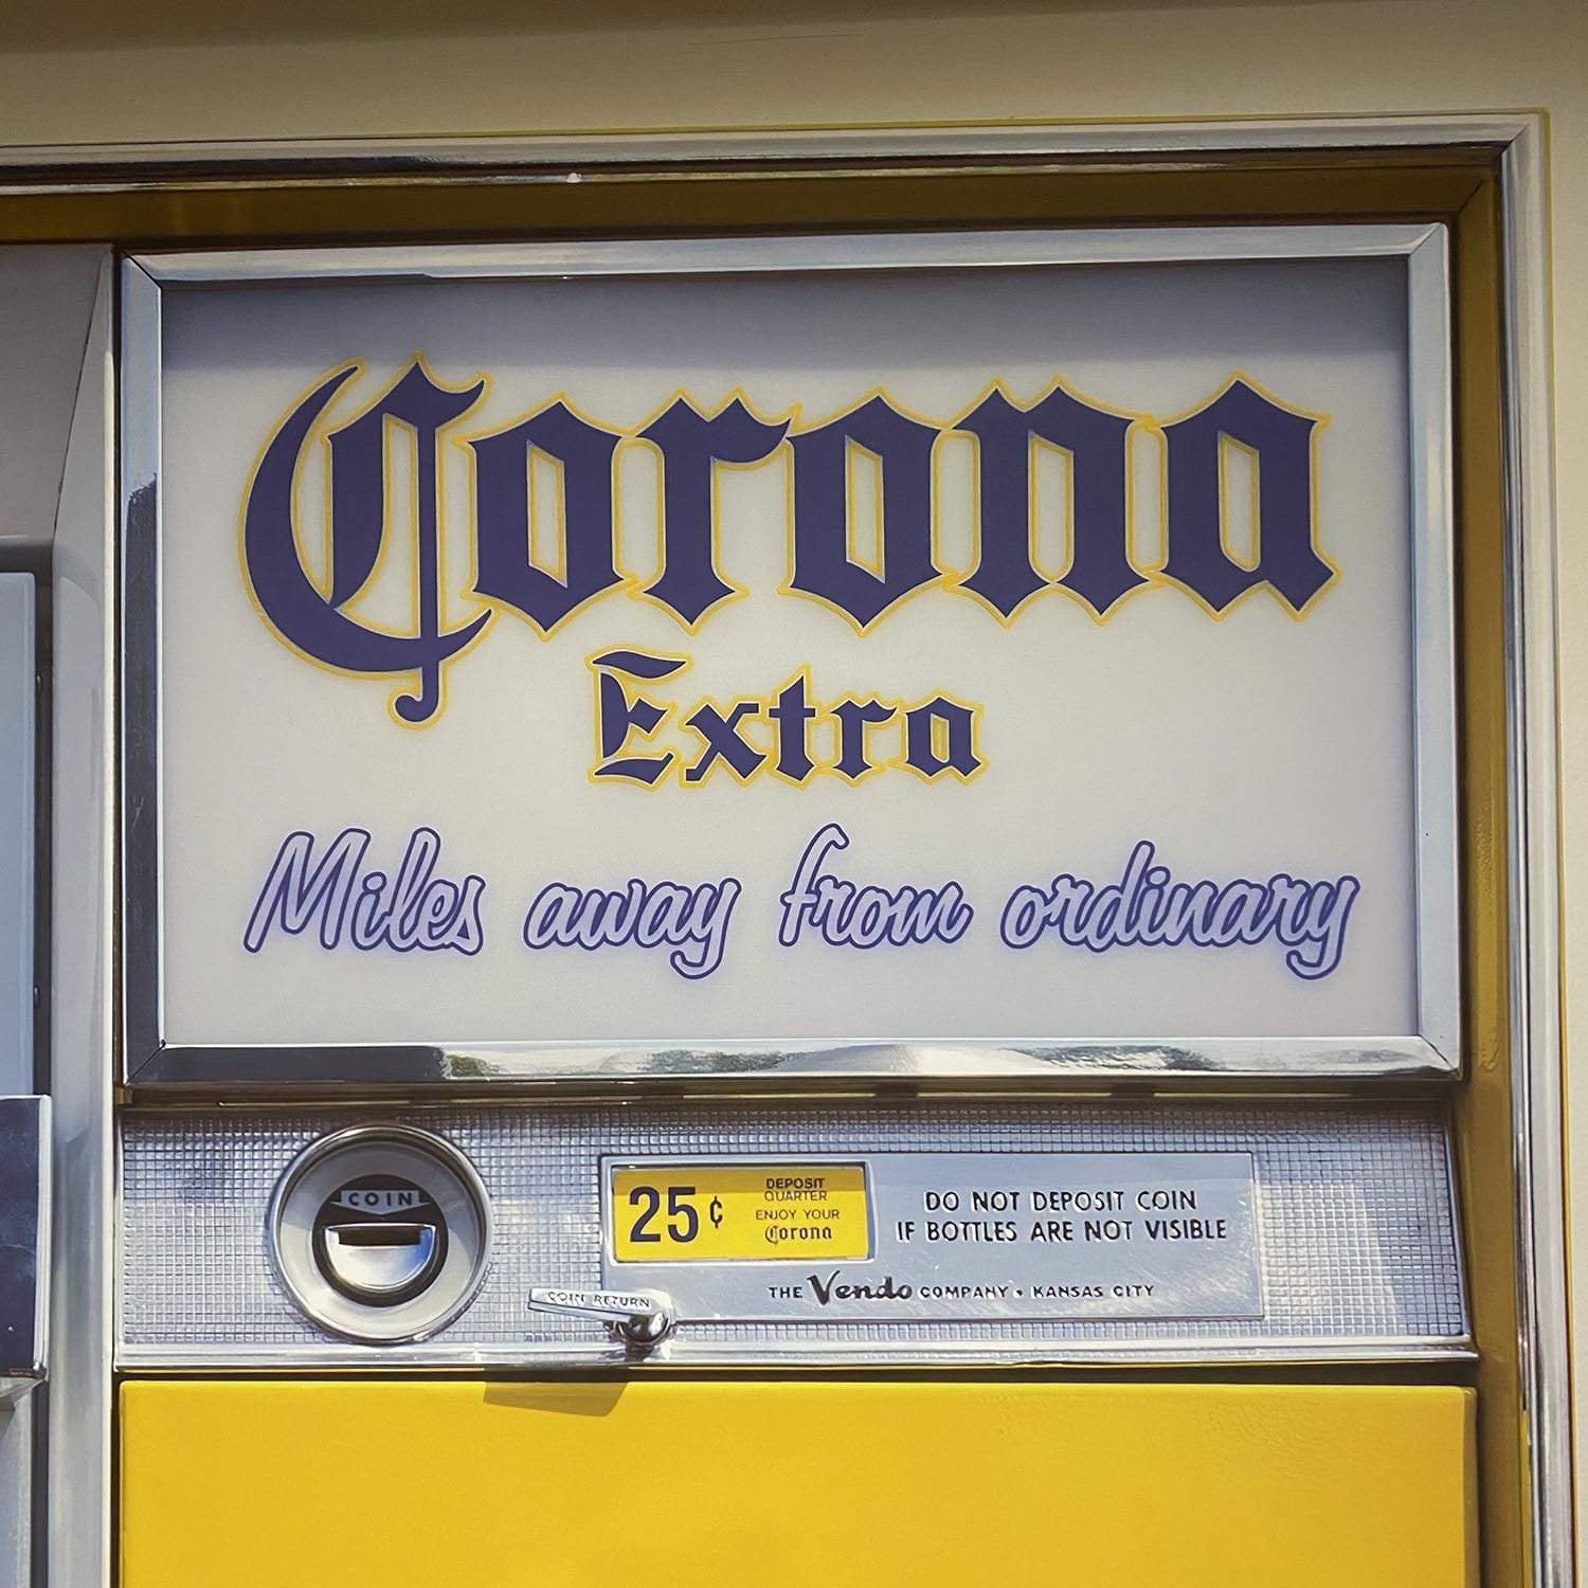 Corona
Extra
Miles away from ordinary
COIN
25¢
DEPOSIT
QUARTER
ENJOY YOUR
Corona
DO NOT DEPOSIT COIN
IF BOTTLES ARE NOT VISIBLE
COIN RETURN
THE Vendo COMPANY • KANSAS CITY